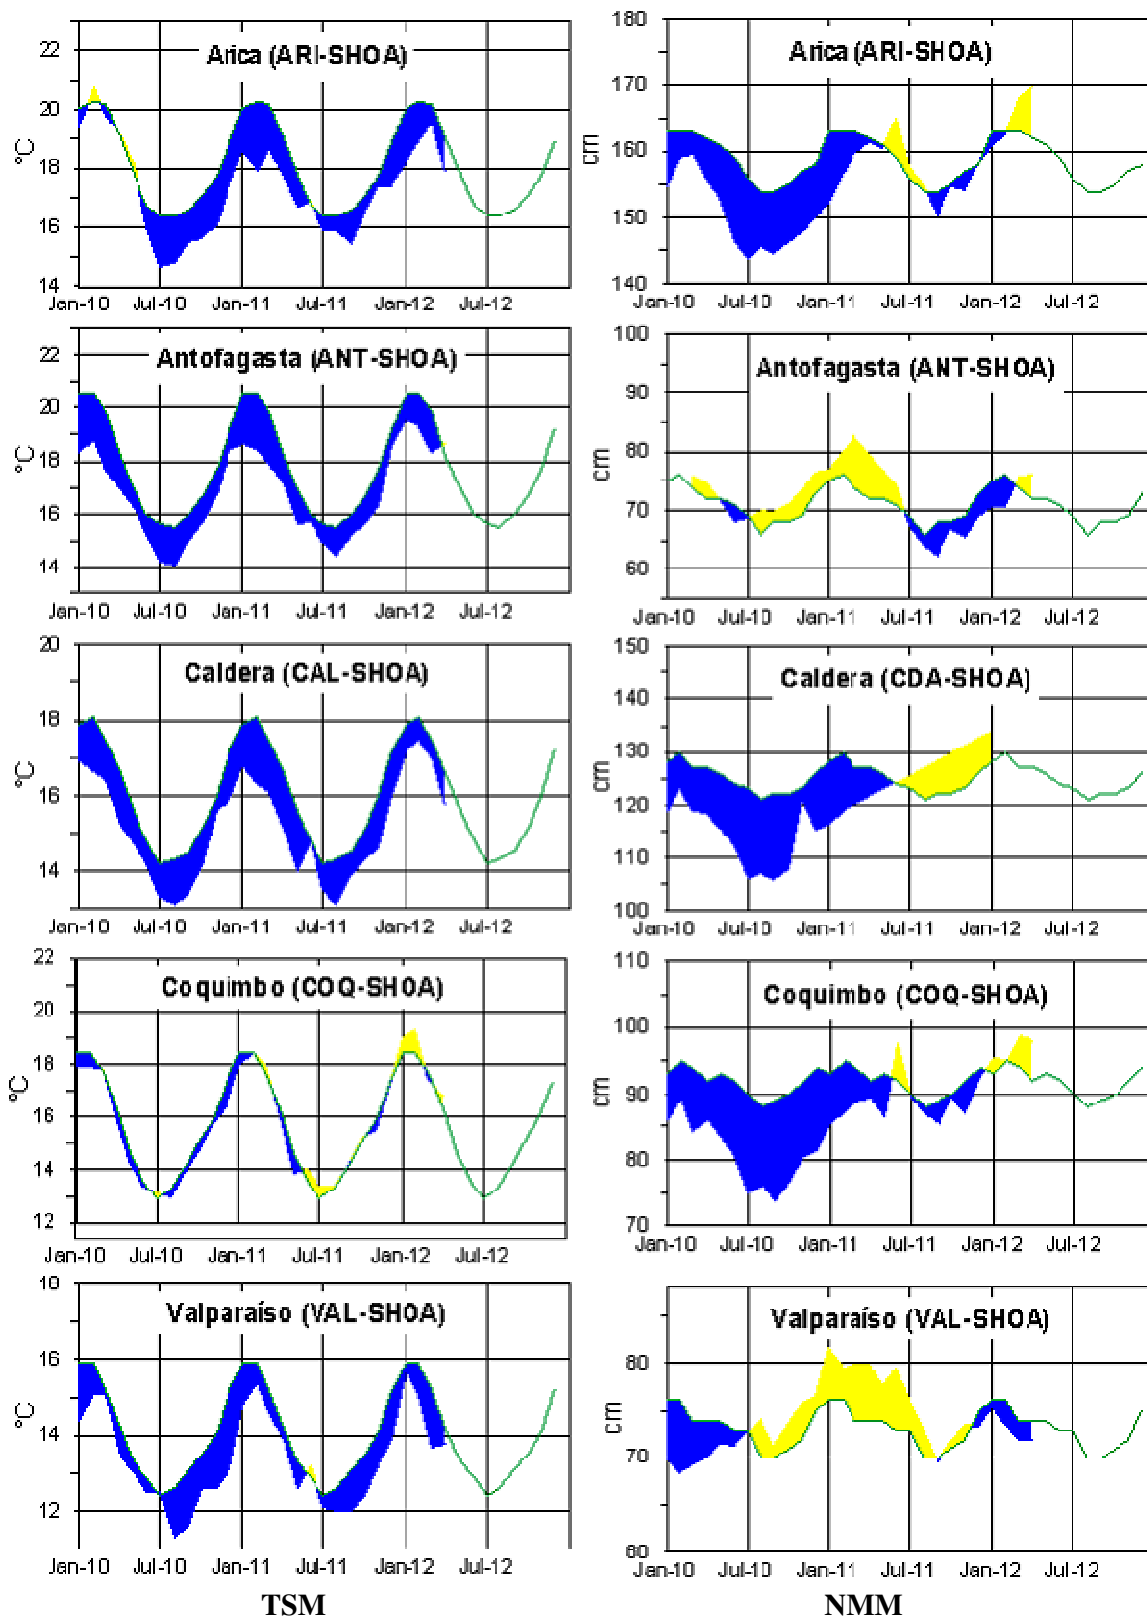 22
20
18
16
14
°C
Arica (ARI-SHOA)
Jan-10 Jul-10 Jan-11 Jul-11 Jan-12 Jul-12
180
170
160
150
140
cm
Arica (ARI-SHOA)
Jan-10 Jul-10 Jan-11 Jul-11 Jan-12 Jul-12
22
20
18
16
14
°C
Antofagasta (ANT-SHOA)
Jan-10 Jul-10 Jan-11 Jul-11 Jan-12 Jul-12
100
90
80
70
60
cm
Antofagasta (ANT-SHOA)
Jan-10 Jul-10 Jan-11 Jul-11 Jan-12 Jul-12
20
18
16
14
°C
Caldera (CAL-SHOA)
Jan-10 Jul-10 Jan-11 Jul-11 Jan-12 Jul-12
150
140
130
120
110
100
cm
Caldera (CDA-SHOA)
Jan-10 Jul-10 Jan-11 Jul-11 Jan-12 Jul-12
22
20
18
16
14
12
°C
Coquimbo (COQ-SHOA)
Jan-10 Jul-10 Jan-11 Jul-11 Jan-12 Jul-12
110
100
90
80
70
cm
Coquimbo (COQ-SHOA)
Jan-10 Jul-10 Jan-11 Jul-11 Jan-12 Jul-12
18
16
14
12
°C
Valparaíso (VAL-SHOA)
Jan-10 Jul-10 Jan-11 Jul-11 Jan-12 Jul-12
80
70
60
cm
Valparaíso (VAL-SHOA)
Jan-10 Jul-10 Jan-11 Jul-11 Jan-12 Jul-12
TSM
NMM